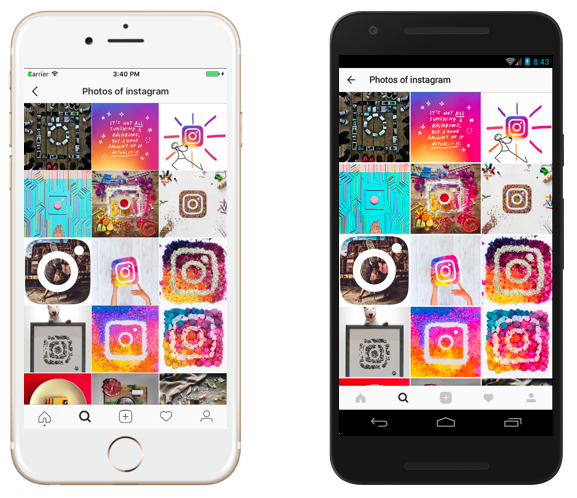 Carrier
3:40 PM
Photos of instagram
IT'S NOT ALL
SUNSHINE &
RAINBOWS,
BUT A GOOD
AMOUNT OF IT
ACTUALLY IS.
8:43
Photos of instagram
IT'S NOT ALL
SUNSHINE &
RAINBOWS,
BUT A GOOD
AMOUNT OF IT
ACTUALLY IS.